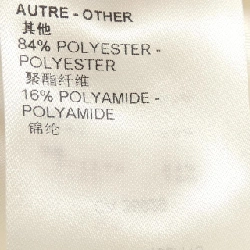 AUTRE - OTHER
其他
84% POLYESTER -
POLYESTER
聚酯纤维
16% POLYAMIDE -
POLYAMIDE
锦纶